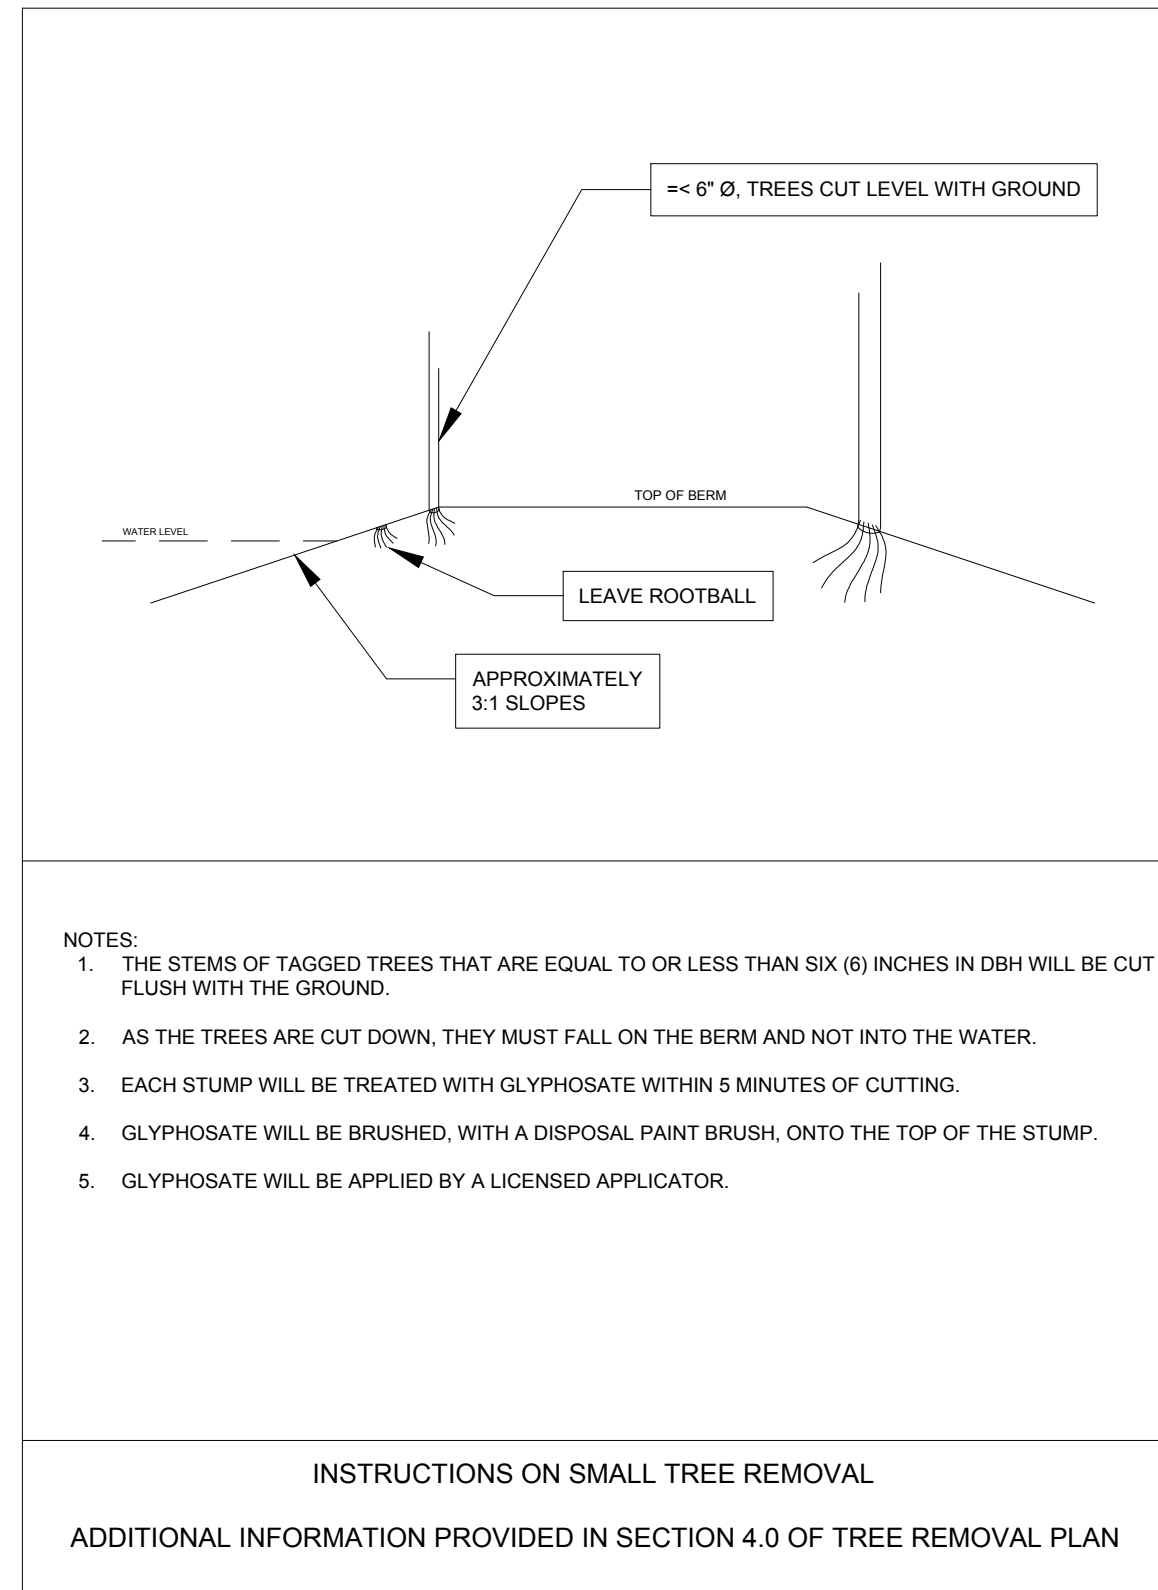 =< 6" Ø, TREES CUT LEVEL WITH GROUND
TOP OF BERM
WATER LEVEL
LEAVE ROOTBALL
APPROXIMATELY
3:1 SLOPES
NOTES:
1. THE STEMS OF TAGGED TREES THAT ARE EQUAL TO OR LESS THAN SIX (6) INCHES IN DBH WILL BE CUT
FLUSH WITH THE GROUND.
2. AS THE TREES ARE CUT DOWN, THEY MUST FALL ON THE BERM AND NOT INTO THE WATER.
3. EACH STUMP WILL BE TREATED WITH GLYPHOSATE WITHIN 5 MINUTES OF CUTTING.
4. GLYPHOSATE WILL BE BRUSHED, WITH A DISPOSAL PAINT BRUSH, ONTO THE TOP OF THE STUMP.
5. GLYPHOSATE WILL BE APPLIED BY A LICENSED APPLICATOR.
INSTRUCTIONS ON SMALL TREE REMOVAL
ADDITIONAL INFORMATION PROVIDED IN SECTION 4.0 OF TREE REMOVAL PLAN